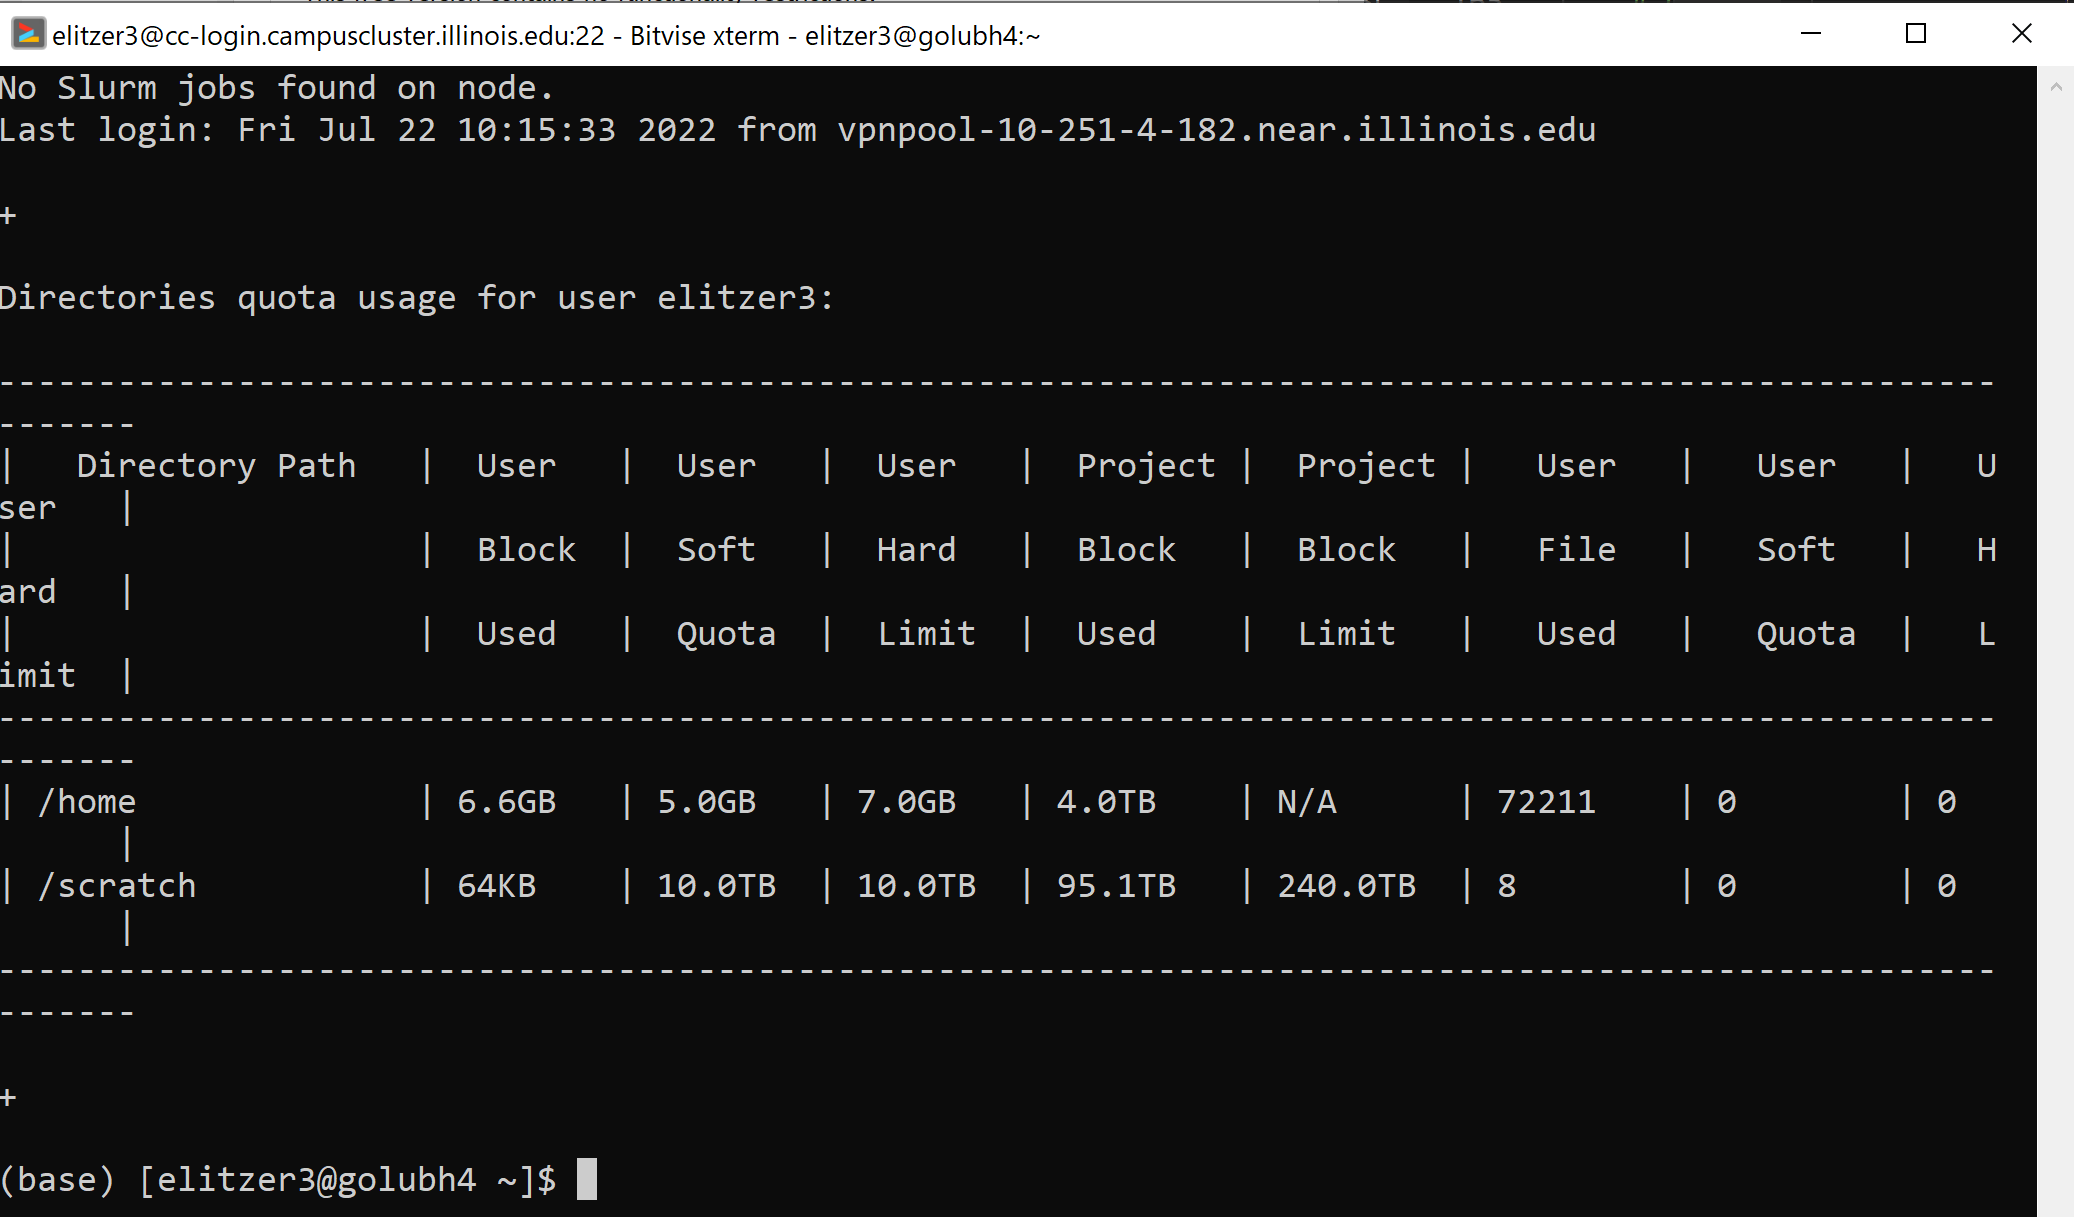 elitzer3@cc-login.campuscluster.illinois.edu:22 - Bitvise xterm - elitzer3@golubh4:~
No Slurm jobs found on node.
Last login: Fri Jul 22 10:15:33 2022 from vpnpool-10-251-4-182.near.illinois.edu
+
Directories quota usage for user elitzer3:
----------------------------------------------------------------------------------------------------
-------
|   Directory Path   |  User   |  User   |  User   |  Project |  Project |   User   |   User   |   U
ser   |
|                    |  Block  |  Soft   |  Hard   |  Block   |  Block   |   File   |   Soft   |   H
ard   |
|                    |  Used   |  Quota  |  Limit  |  Used    |  Limit   |   Used   |   Quota  |   L
imit  |
----------------------------------------------------------------------------------------------------
-------
| /home              | 6.6GB   | 5.0GB   | 7.0GB   | 4.0TB    | N/A      | 72211    | 0        | 0
      |
| /scratch           | 64KB    | 10.0TB  | 10.0TB  | 95.1TB   | 240.0TB  | 8        | 0        | 0
      |
----------------------------------------------------------------------------------------------------
-------
+
(base) [elitzer3@golubh4 ~]$